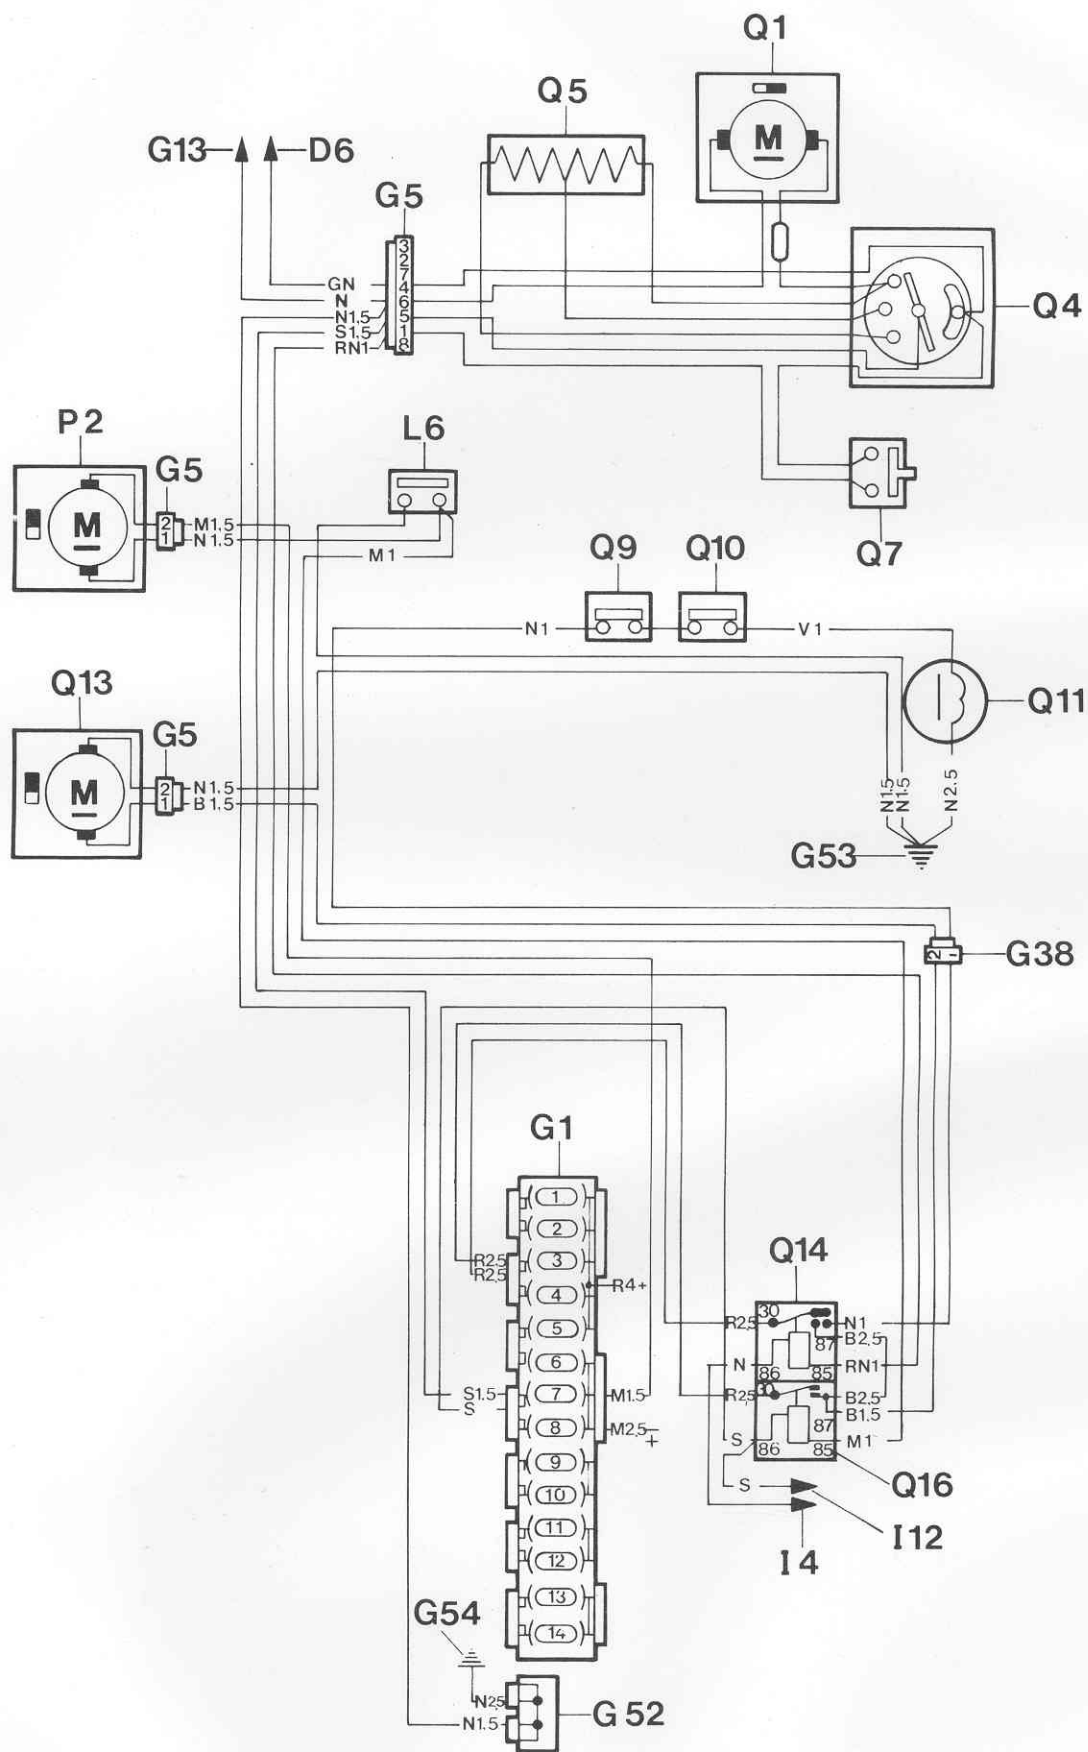 Q1
Q5
M
G13
D6
G5
3
2
7
4
6
5
1
8
GN
N
N1.5
S1.5
RN1
Q4
P2
L6
G5
M
2
1
M1.5
N1.5
M1
Q7
Q9
Q10
N1
V1
Q13
Q11
G5
M
2
1
N1.5
B1.5
N1.5
N1.5
N2.5
G53
2
1
G38
G1
1
2
3
4
5
6
7
8
9
10
11
12
13
14
R2,5
R2,5
R4+
S1.5
S
M1.5
M2,5
+
Q14
R2,5
30
87
N1
B2,5
N
86
85
RN1
R2,5
30
87
B2,5
B1,5
S
86
85
M1
S
Q16
I12
I4
G54
N2,5
N1.5
G52